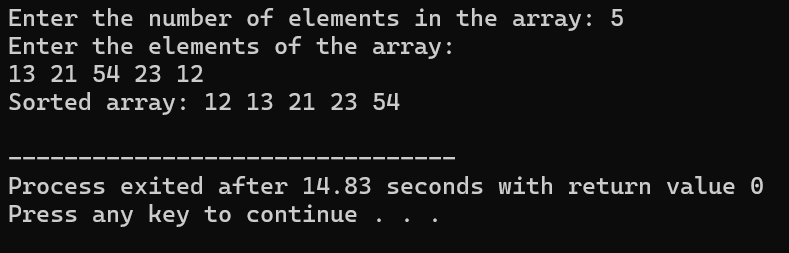 Enter the number of elements in the array: 5
Enter the elements of the array:
13 21 54 23 12
Sorted array: 12 13 21 23 54
--------------------------------
Process exited after 14.83 seconds with return value 0
Press any key to continue . . .